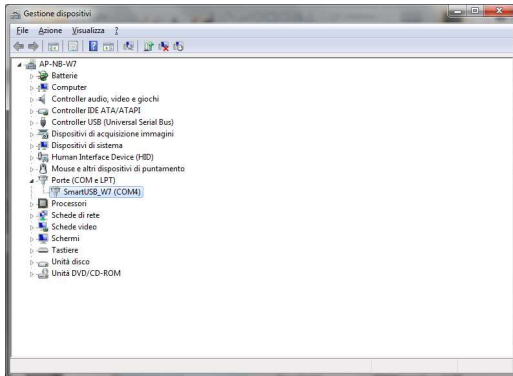 Gestione dispositivi
File Azione Visualizza ?
AP-NB-W7
Batterie
Computer
Controller audio, video e giochi
Controller IDE ATA/ATAPI
Controller USB (Universal Serial Bus)
Dispositivi di acquisizione immagini
Dispositivi di sistema
Human Interface Device (HID)
Mouse e altri dispositivi di puntamento
Porte (COM e LPT)
SmartUSB_W7 (COM4)
Processori
Schede di rete
Schede video
Schermi
Tastiere
Unità disco
Unità DVD/CD-ROM